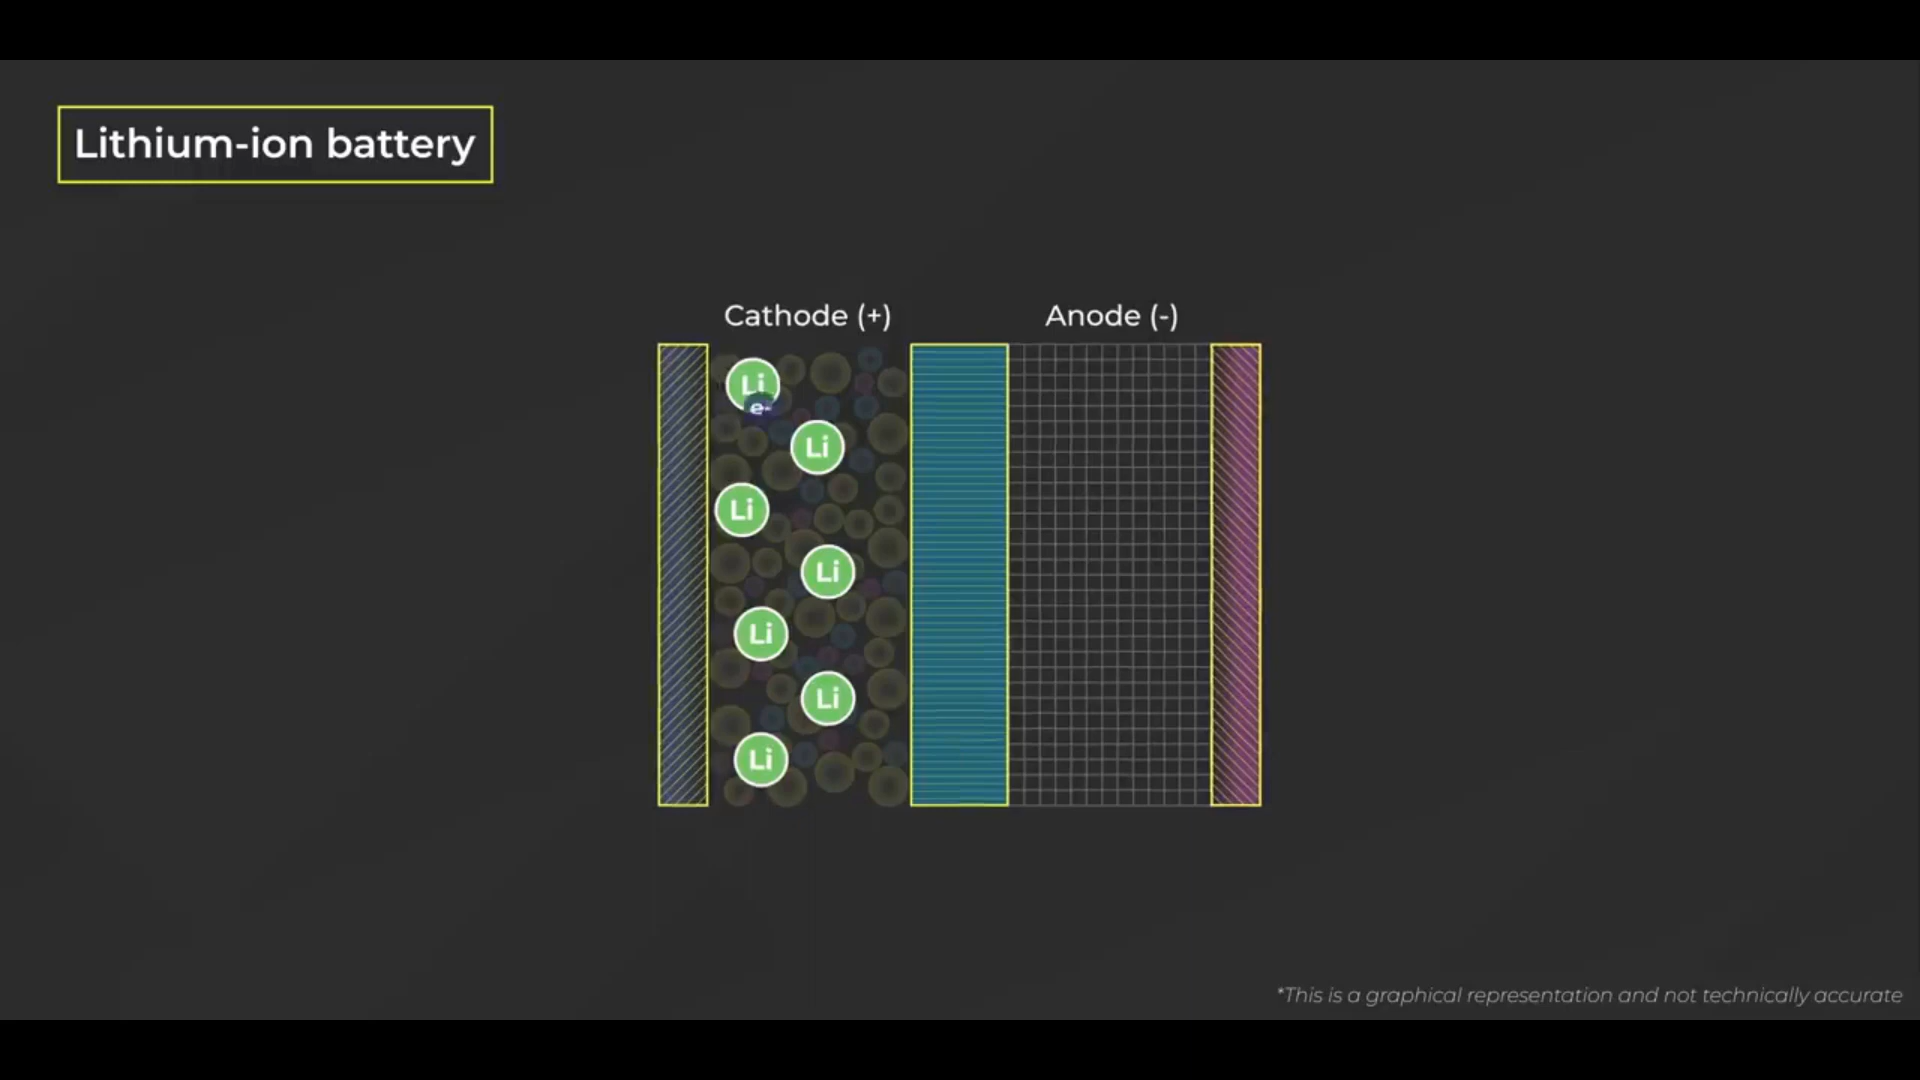 Lithium-ion battery
Cathode (+)
Anode (-)
Li
e-
Li
Li
Li
Li
Li
Li
*This is a graphical representation and not technically accurate